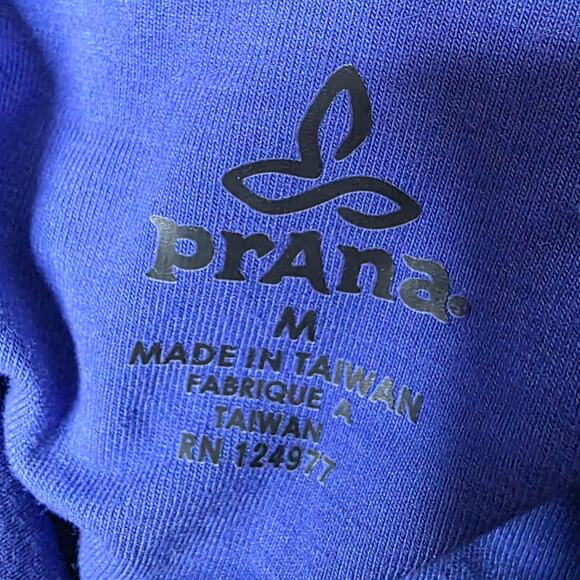 prAna®
M
MADE IN TAIWAN
FABRIQUE A
TAIWAN
RN 124977